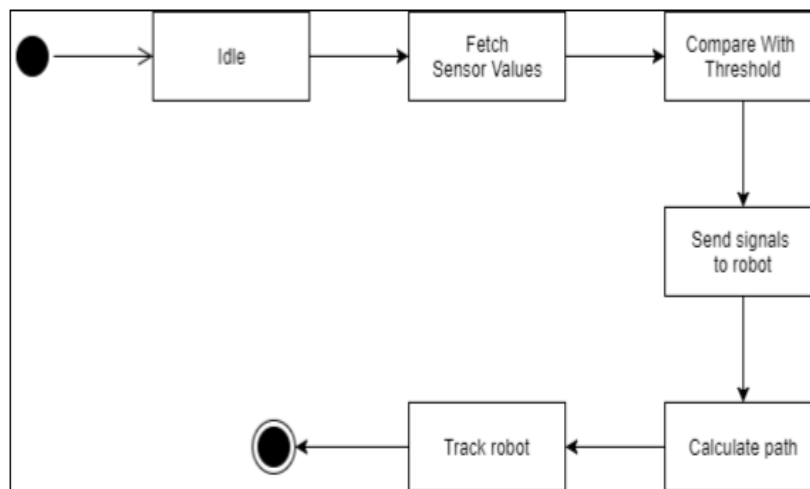 Idle
Fetch
Sensor Values
Compare With
Threshold
Send signals
to robot
Calculate path
Track robot